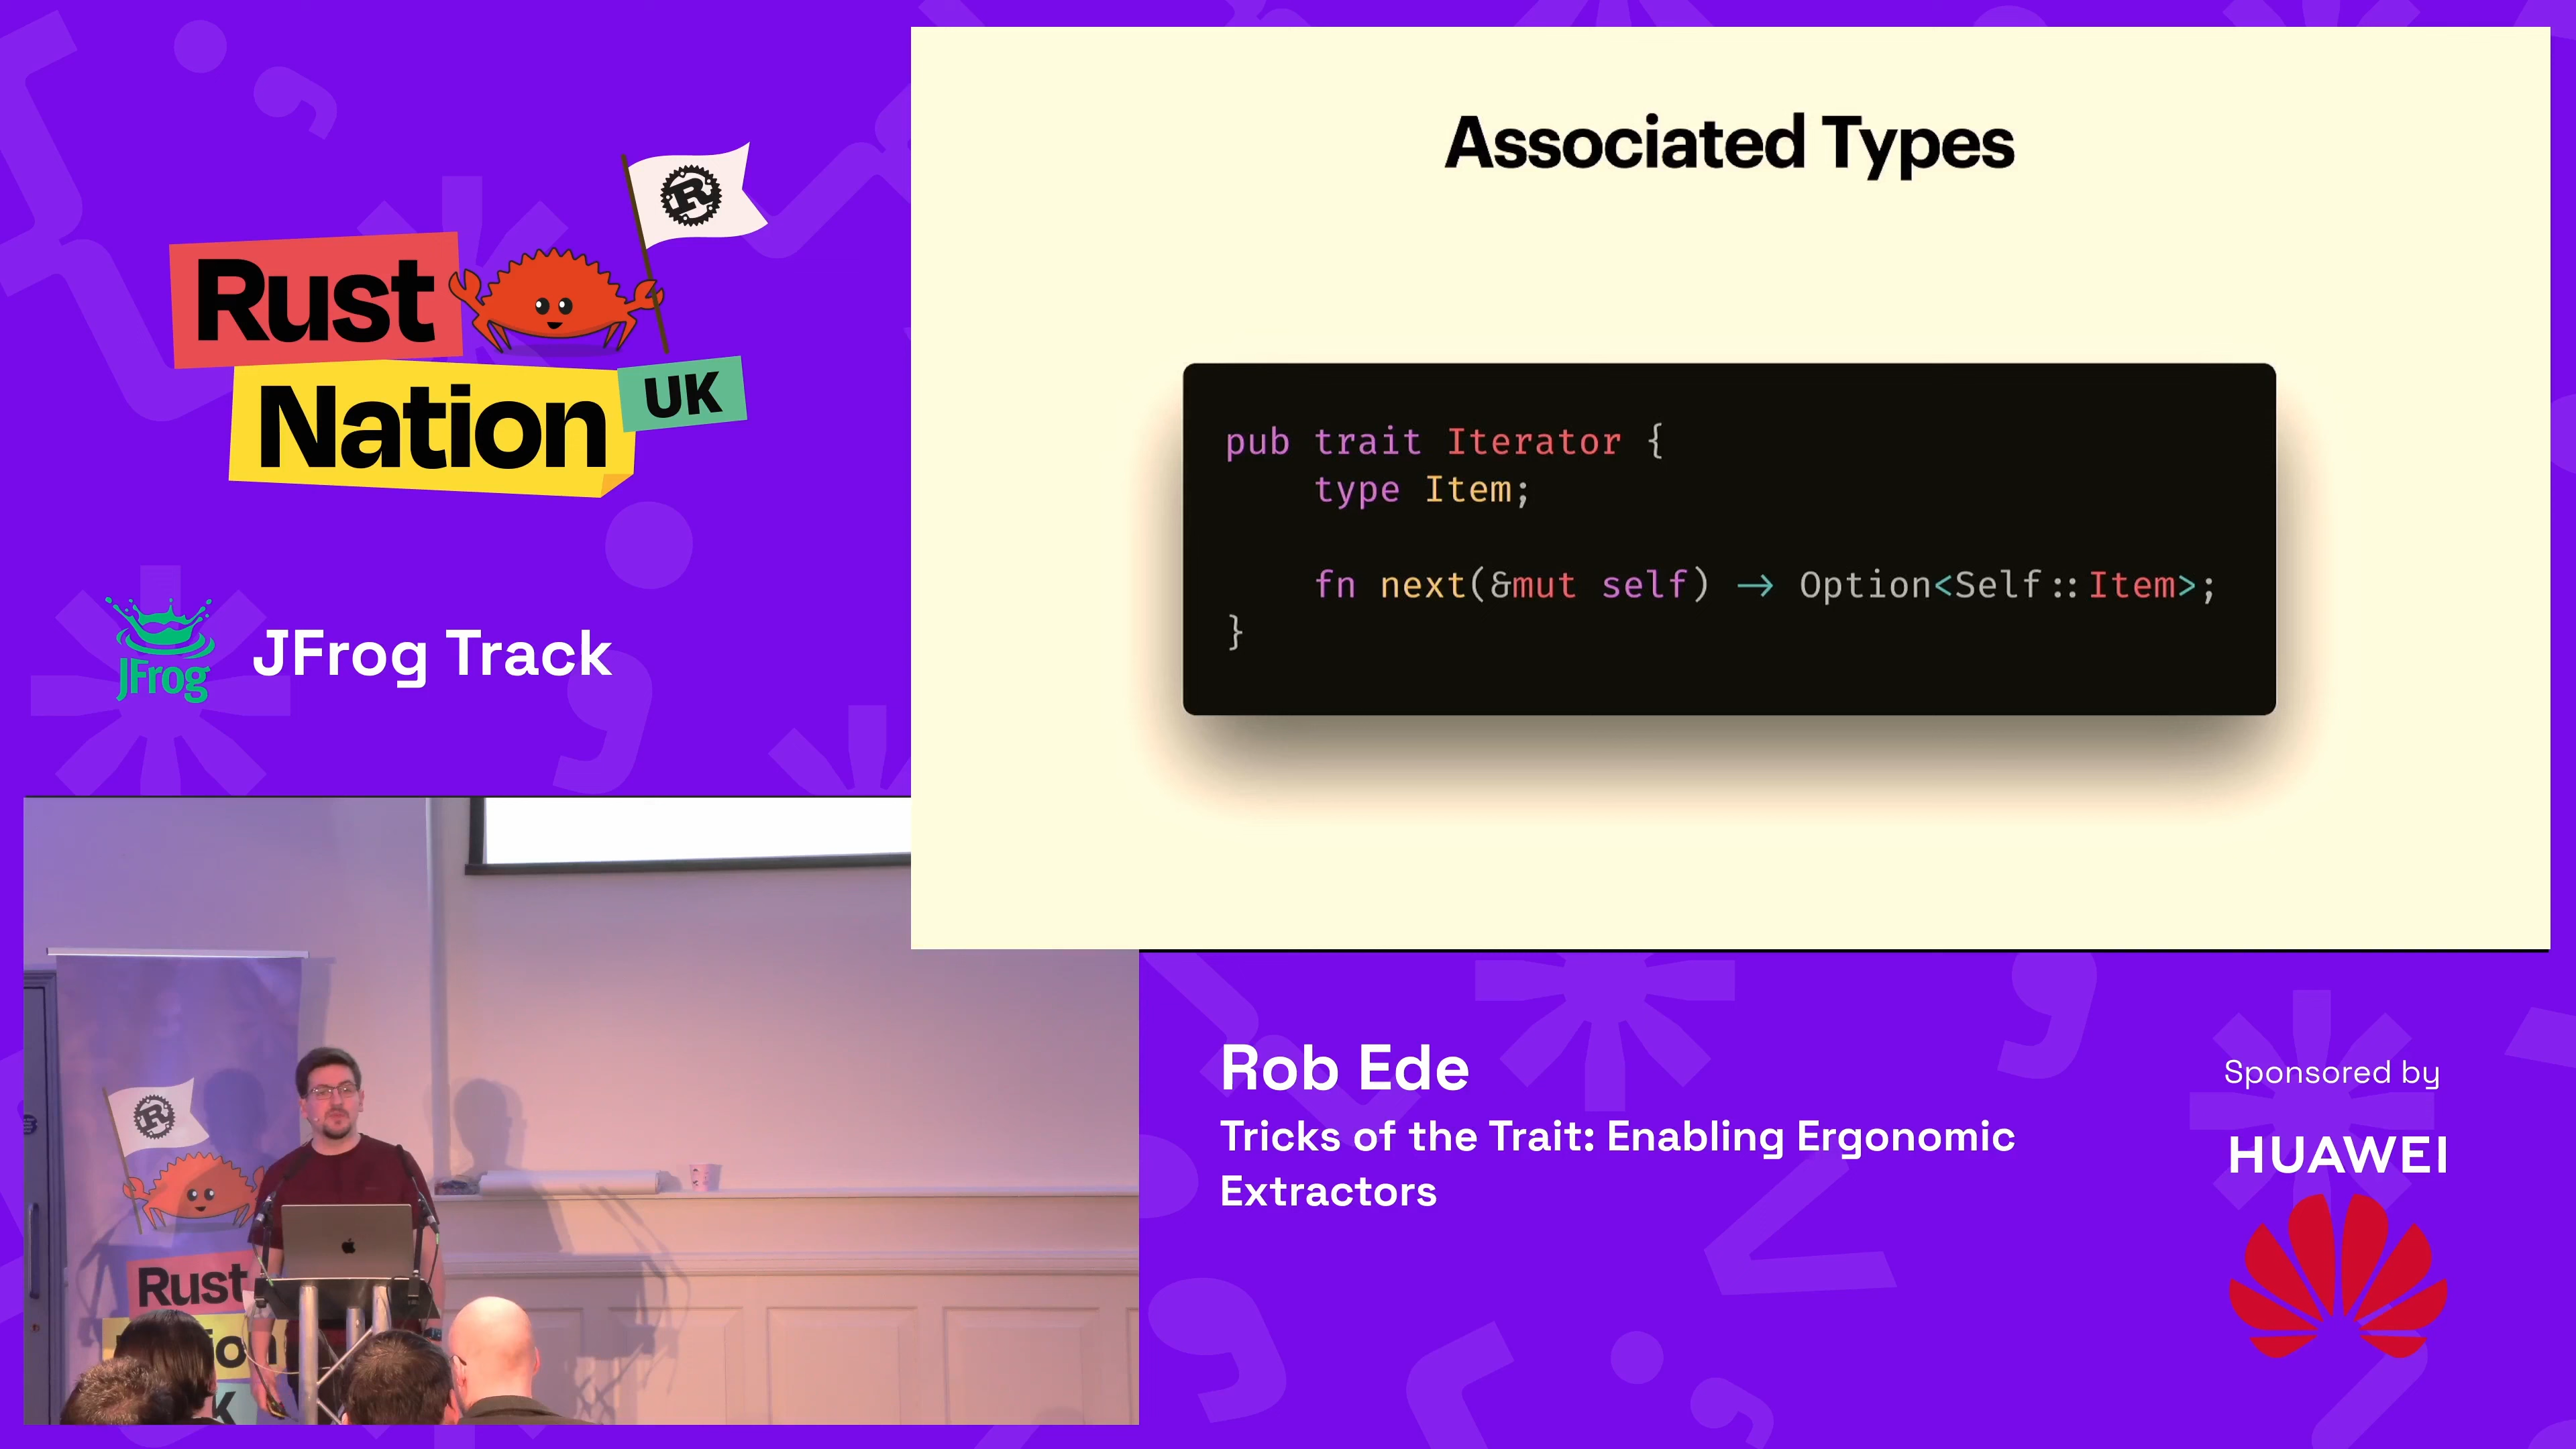 Rust
Nation
UK
R
JFrog
JFrog Track
Associated Types
pub trait Iterator {
    type Item;
    fn next(&mut self) -> Option<Self::Item>;
}
Rob Ede
Tricks of the Trait: Enabling Ergonomic
Extractors
Sponsored by
HUAWEI
R
Rust
ion
K